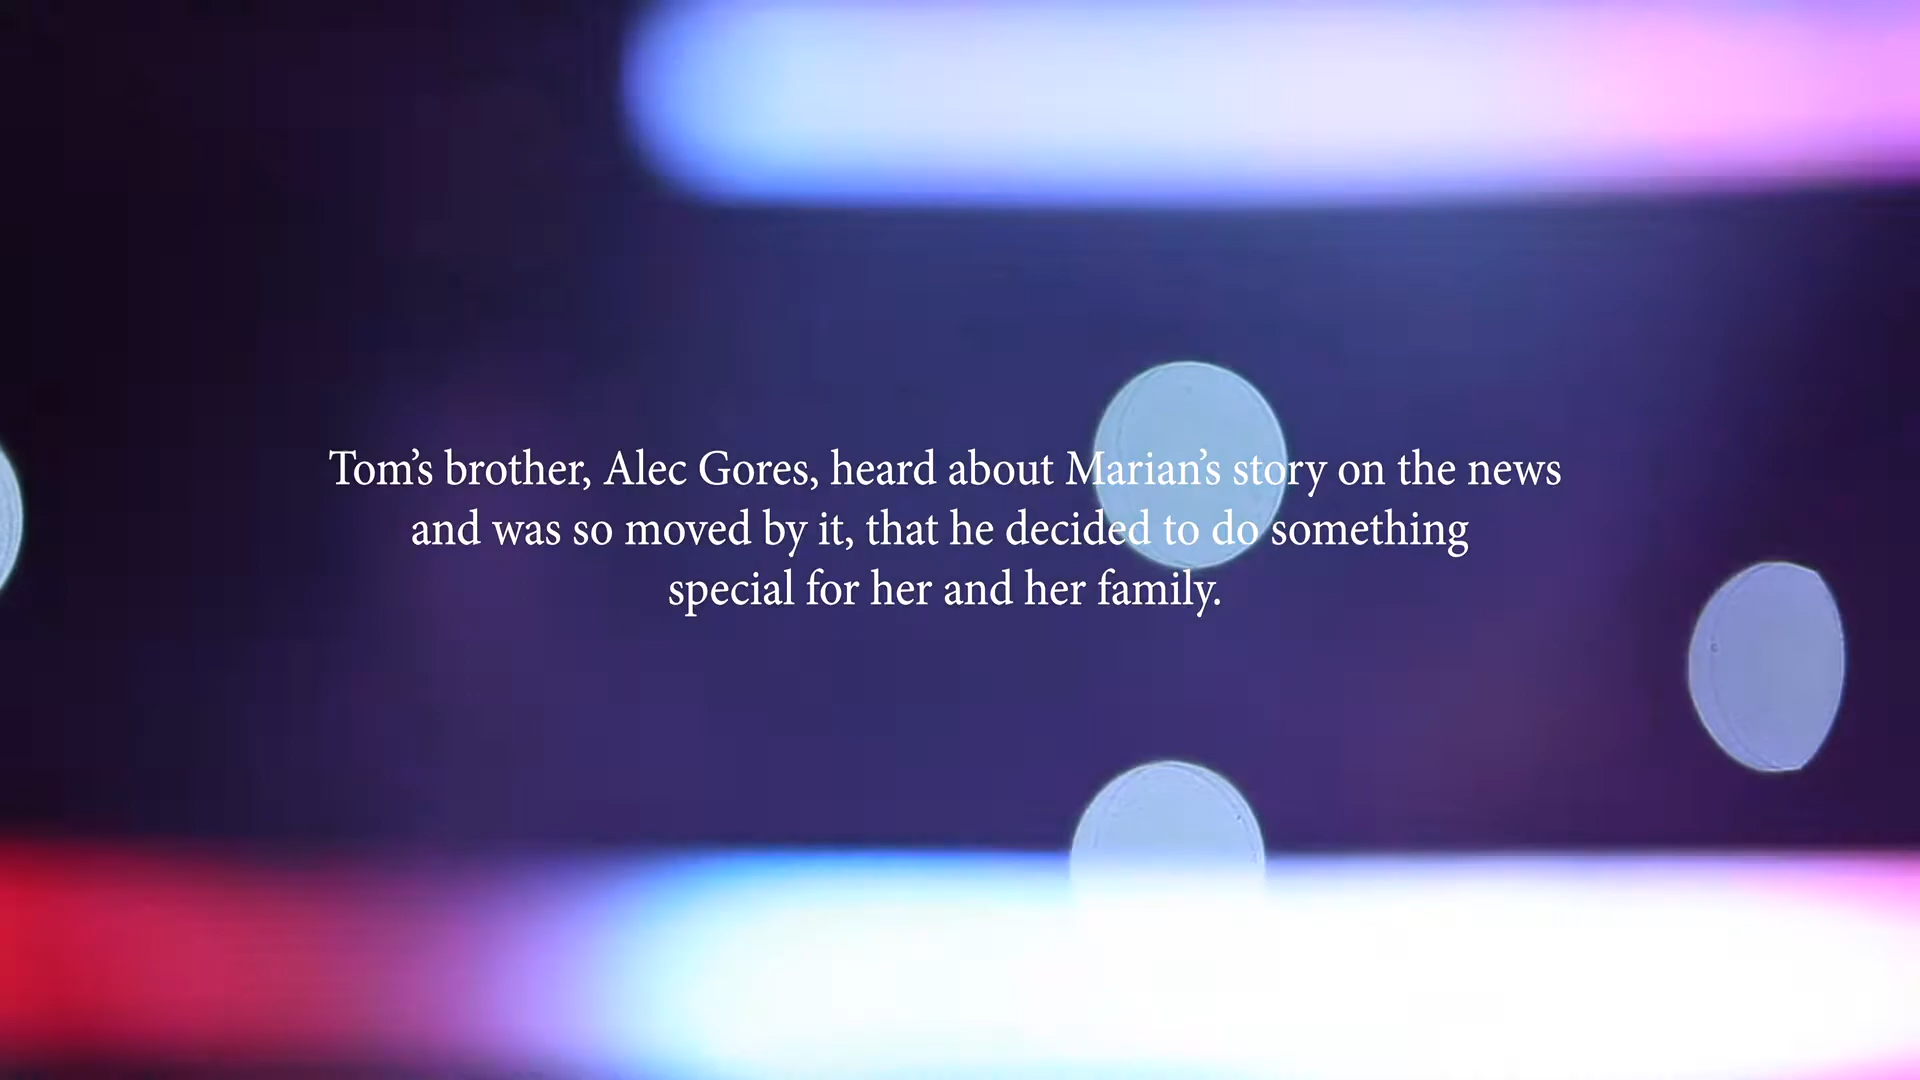 Tom’s brother, Alec Gores, heard about Marian’s story on the news
and was so moved by it, that he decided to do something
special for her and her family.